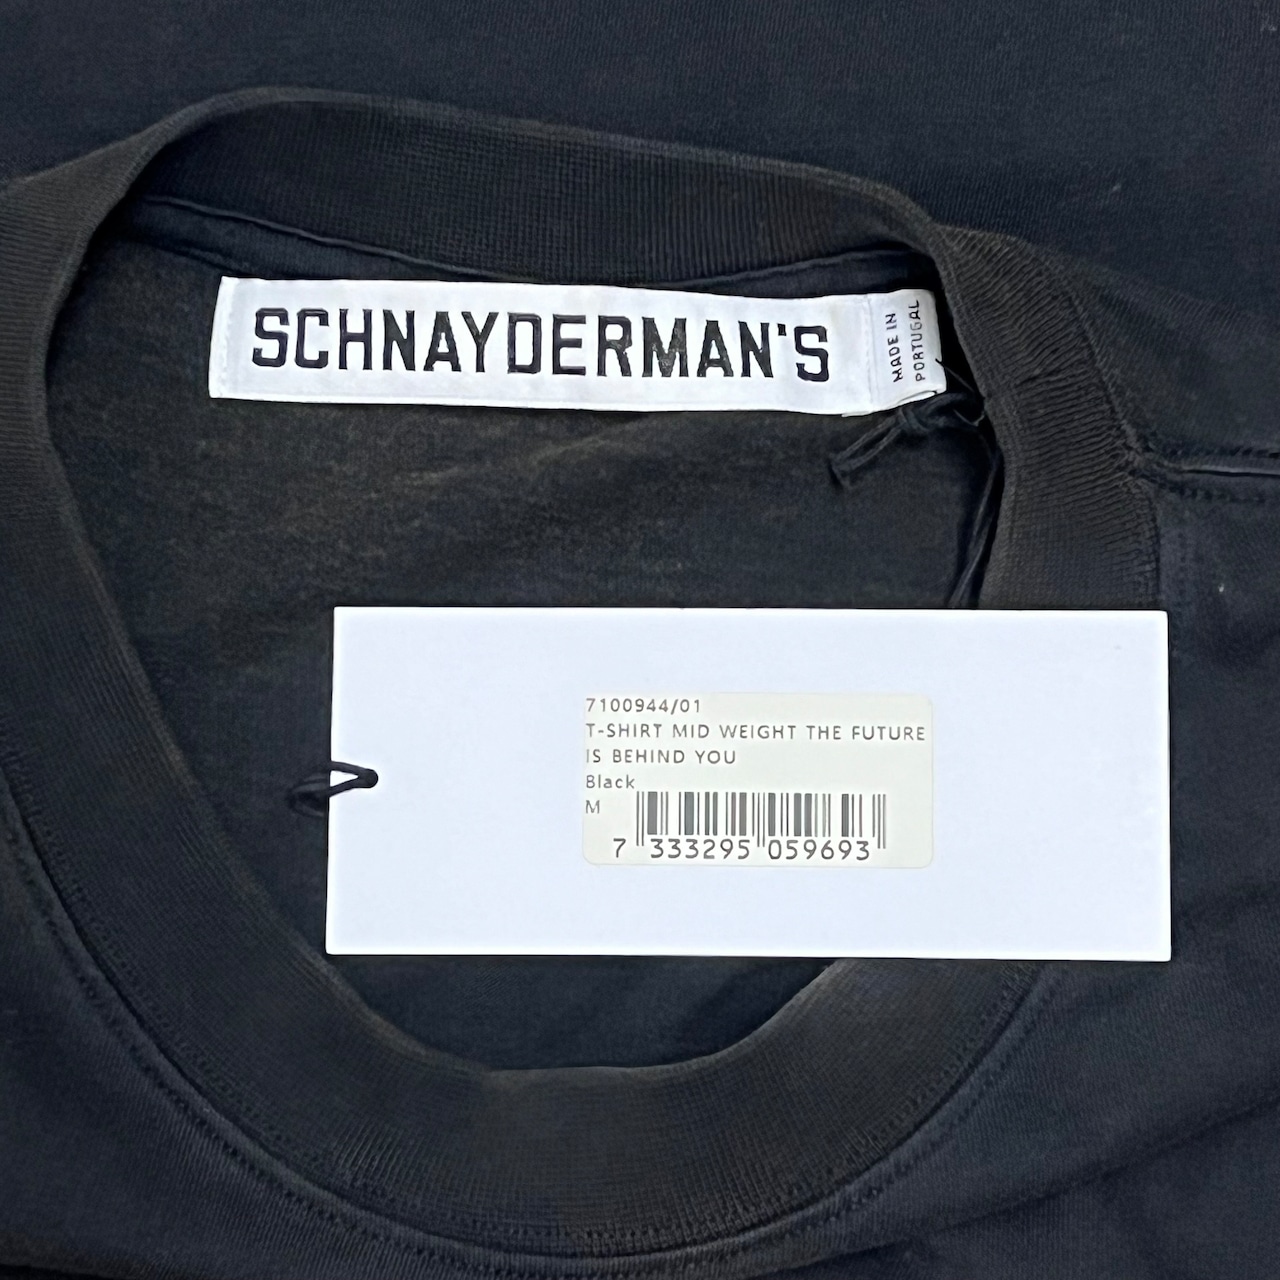 SCHNAYDERMAN'S
MADE IN
PORTUGAL
7100944/01
T-SHIRT MID WEIGHT THE FUTURE
IS BEHIND YOU
Black
M
7 333295 059693